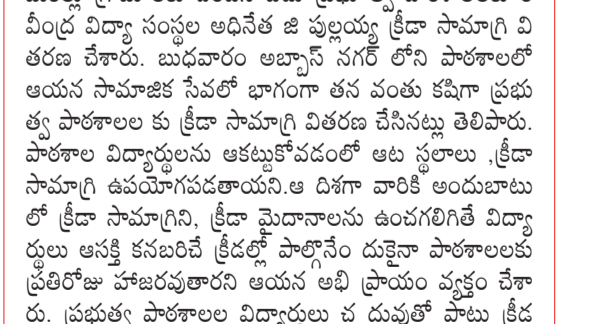 వీంద్ర విద్యా సంస్థల అధినేత జి పుల్లయ్య క్రీడా సామాగ్రి వి
తరణ చేశారు. బుధవారం అబ్బాస్ నగర్ లోని పాఠశాలలో
ఆయన సామాజిక సేవలో భాగంగా తన వంతు కషిగా ప్రభు
త్వ పాఠశాలల కు క్రీడా సామాగ్రి వితరణ చేసినట్లు తెలిపారు.
పాఠశాల విద్యార్థులను ఆకట్టుకోవడంలో ఆట స్థలాలు ,క్రీడా
సామాగ్రి ఉపయోగపడతాయని.ఆ దిశగా వారికి అందుబాటు
లో క్రీడా సామాగ్రిని, క్రీడా మైదానాలను ఉంచగలిగితే విద్యా
ర్థులు ఆసక్తి కనబరిచే క్రీడల్లో పాల్గొనేం దుకైనా పాఠశాలలకు
ప్రతిరోజు హాజరవుతారని ఆయన అభి ప్రాయం వ్యక్తం చేశా
రు. ప్రభుత్వ పాఠశాలల విద్యార్థులు చ దువుతో పాటు క్రీడ